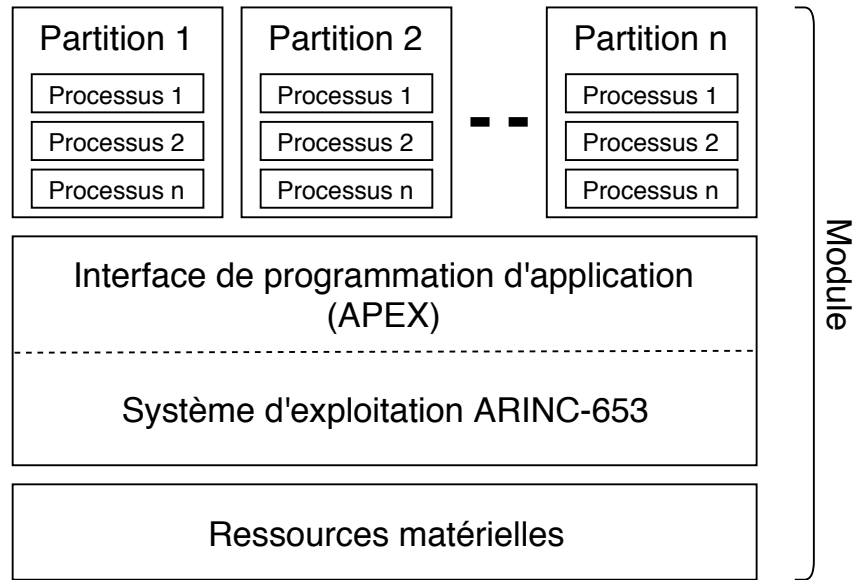 Partition 1
Processus 1
Processus 2
Processus n
Partition 2
Processus 1
Processus 2
Processus n
Partition n
Processus 1
Processus 2
Processus n
Interface de programmation d'application
(APEX)
Système d'exploitation ARINC-653
Ressources matérielles
Module